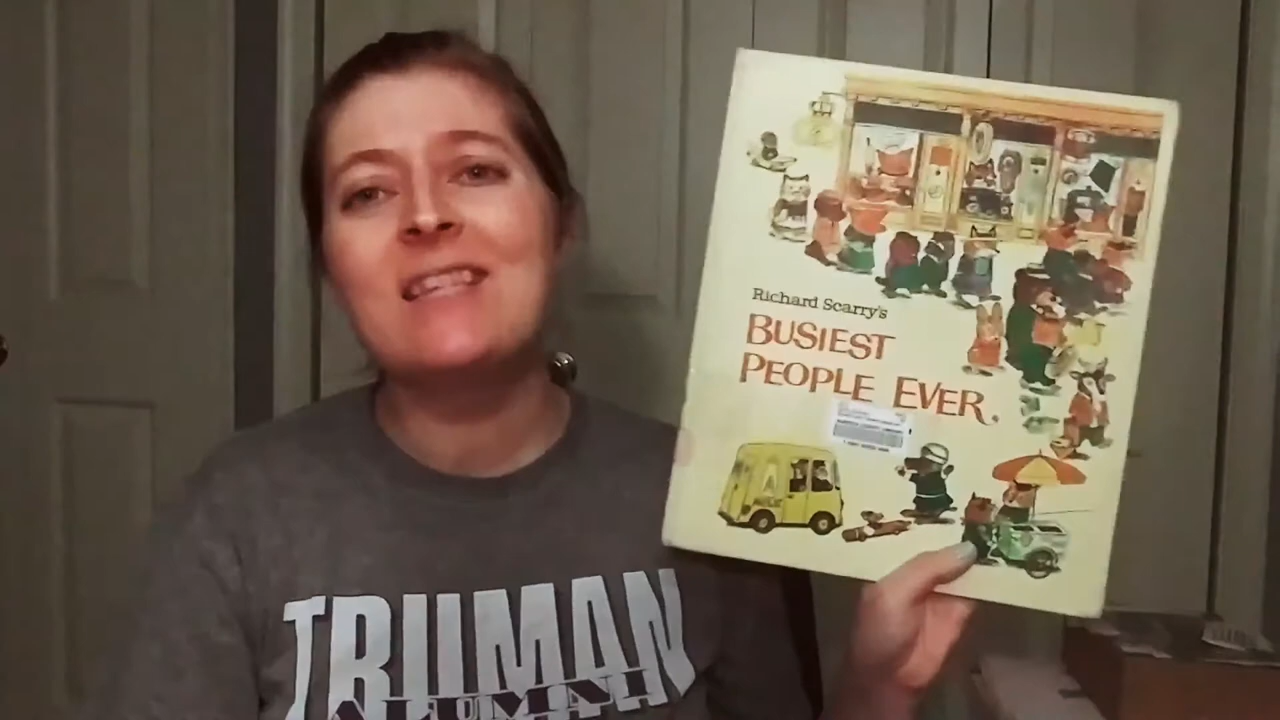 Richard Scarry's
BUSIEST
PEOPLE EVER.
TRUMAN
ALUMNI